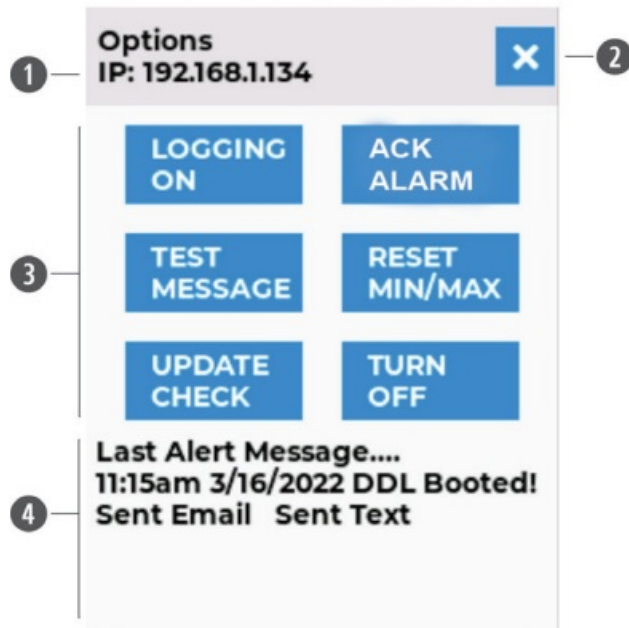 Options
IP: 192.168.1.134
1
2
LOGGING
ON
ACK
ALARM
3
TEST
MESSAGE
RESET
MIN/MAX
UPDATE
CHECK
TURN
OFF
Last Alert Message....
11:15am 3/16/2022 DDL Booted!
4
Sent Email Sent Text